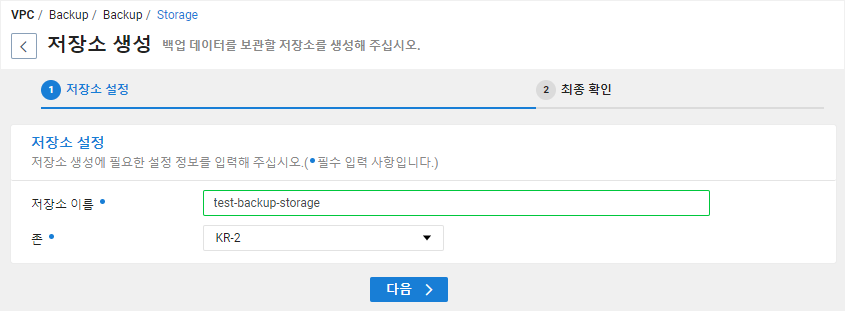 VPC / Backup / Backup / Storage
저장소 생성 백업 데이터를 보관할 저장소를 생성해 주십시오.
1 저장소 설정
2 최종 확인
저장소 설정
저장소 생성에 필요한 설정 정보를 입력해 주십시오.(•필수 입력 사항입니다.)
저장소 이름 • test-backup-storage
존 • KR-2
다음